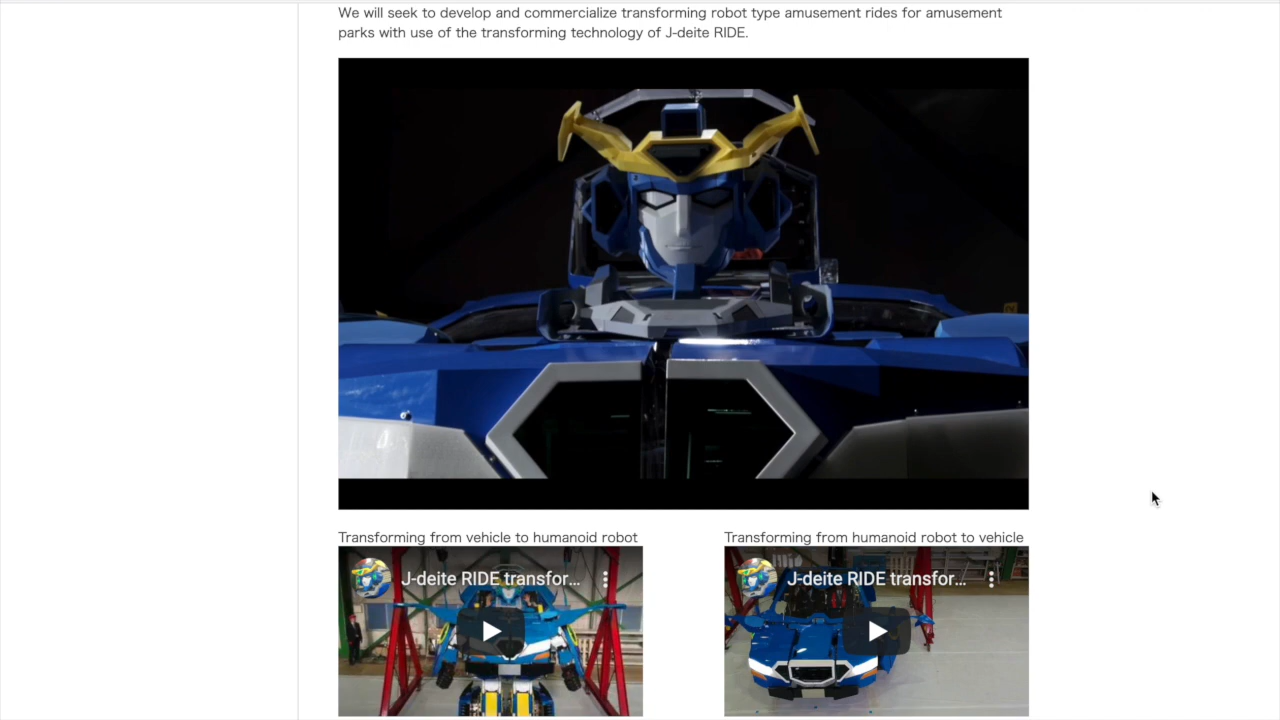 We will seek to develop and commercialize transforming robot type amusement rides for amusement
parks with use of the transforming technology of J-deite RIDE.
Transforming from vehicle to humanoid robot
Transforming from humanoid robot to vehicle
J-deite RIDE transfor...
J-deite RIDE transfor...